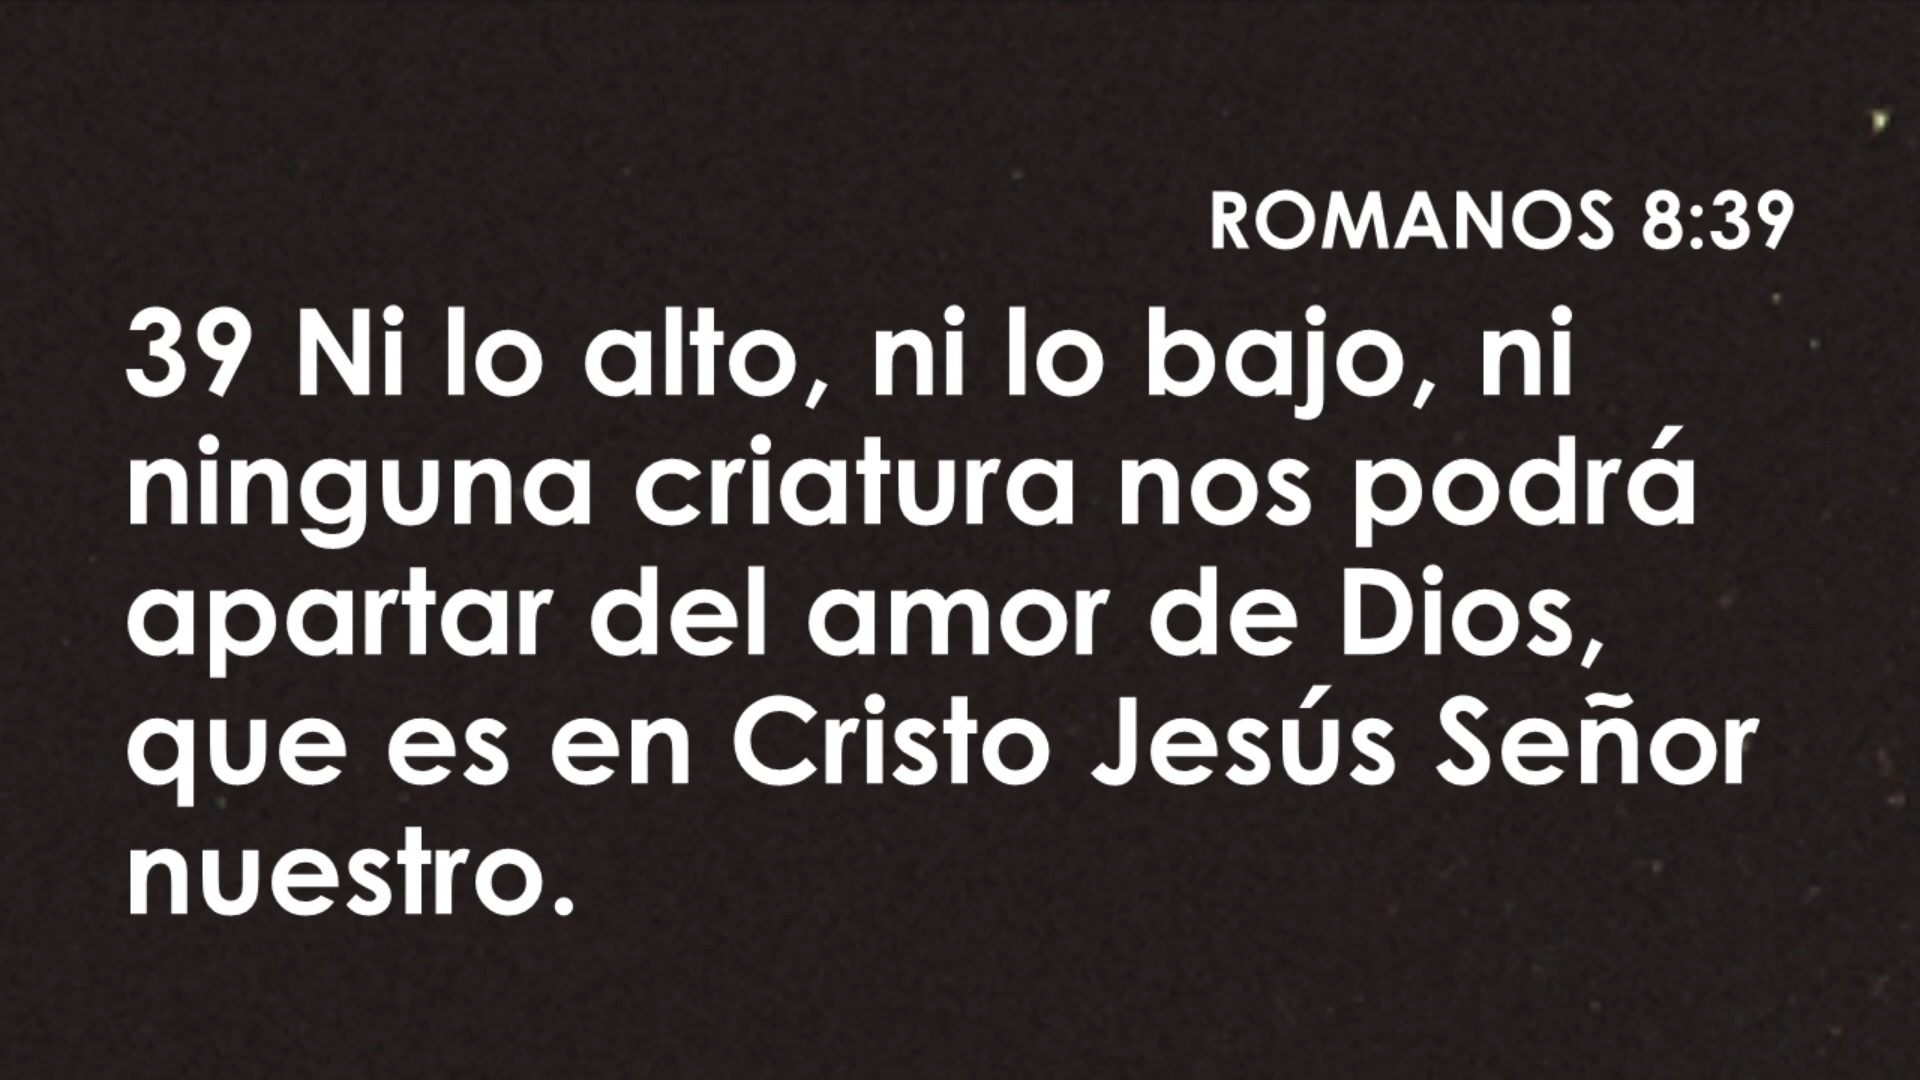 ROMANOS 8:39
39 Ni lo alto, ni lo bajo, ni
ninguna criatura nos podrá
apartar del amor de Dios,
que es en Cristo Jesús Señor
nuestro.